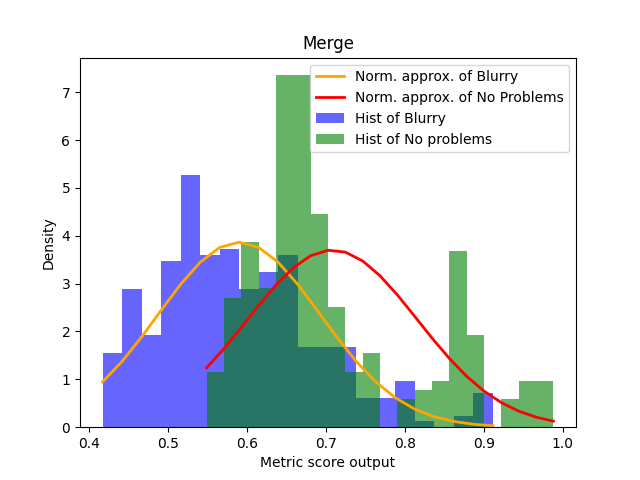 Merge
Norm. approx. of Blurry
Norm. approx. of No Problems
Hist of Blurry
Hist of No problems
Density
7
6
5
4
3
2
1
0
0.4 0.5 0.6 0.7 0.8 0.9 1.0
Metric score output